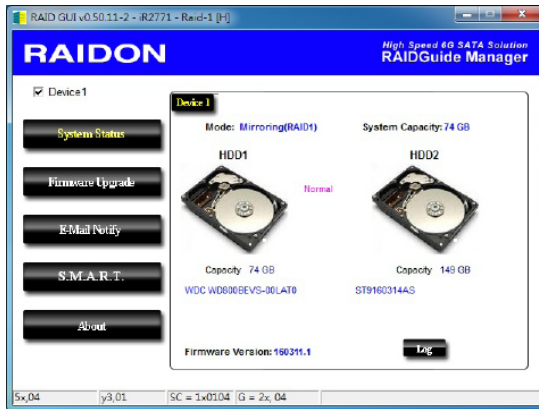 RAID GUI v0.50.11-2 - iR2771 - Raid-1 [H]
RAIDON
High Speed 6G SATA Solution
RAIDGuide Manager
Device1
Device 1
System Status
Mode: Mirroring(RAID1)
System Capacity: 74 GB
HDD1
HDD2
Firmware Upgrade
Normal
E-Mail Notify
S.M.A.R.T.
Capocity 74 GB
Capocity 149 GB
WDC WD800BEVS-00LAT0
ST9160314AS
About
Firmware Version: 160311.1
Log
5x,04
y3,01
SC = 1x0104
G = 2x, 04